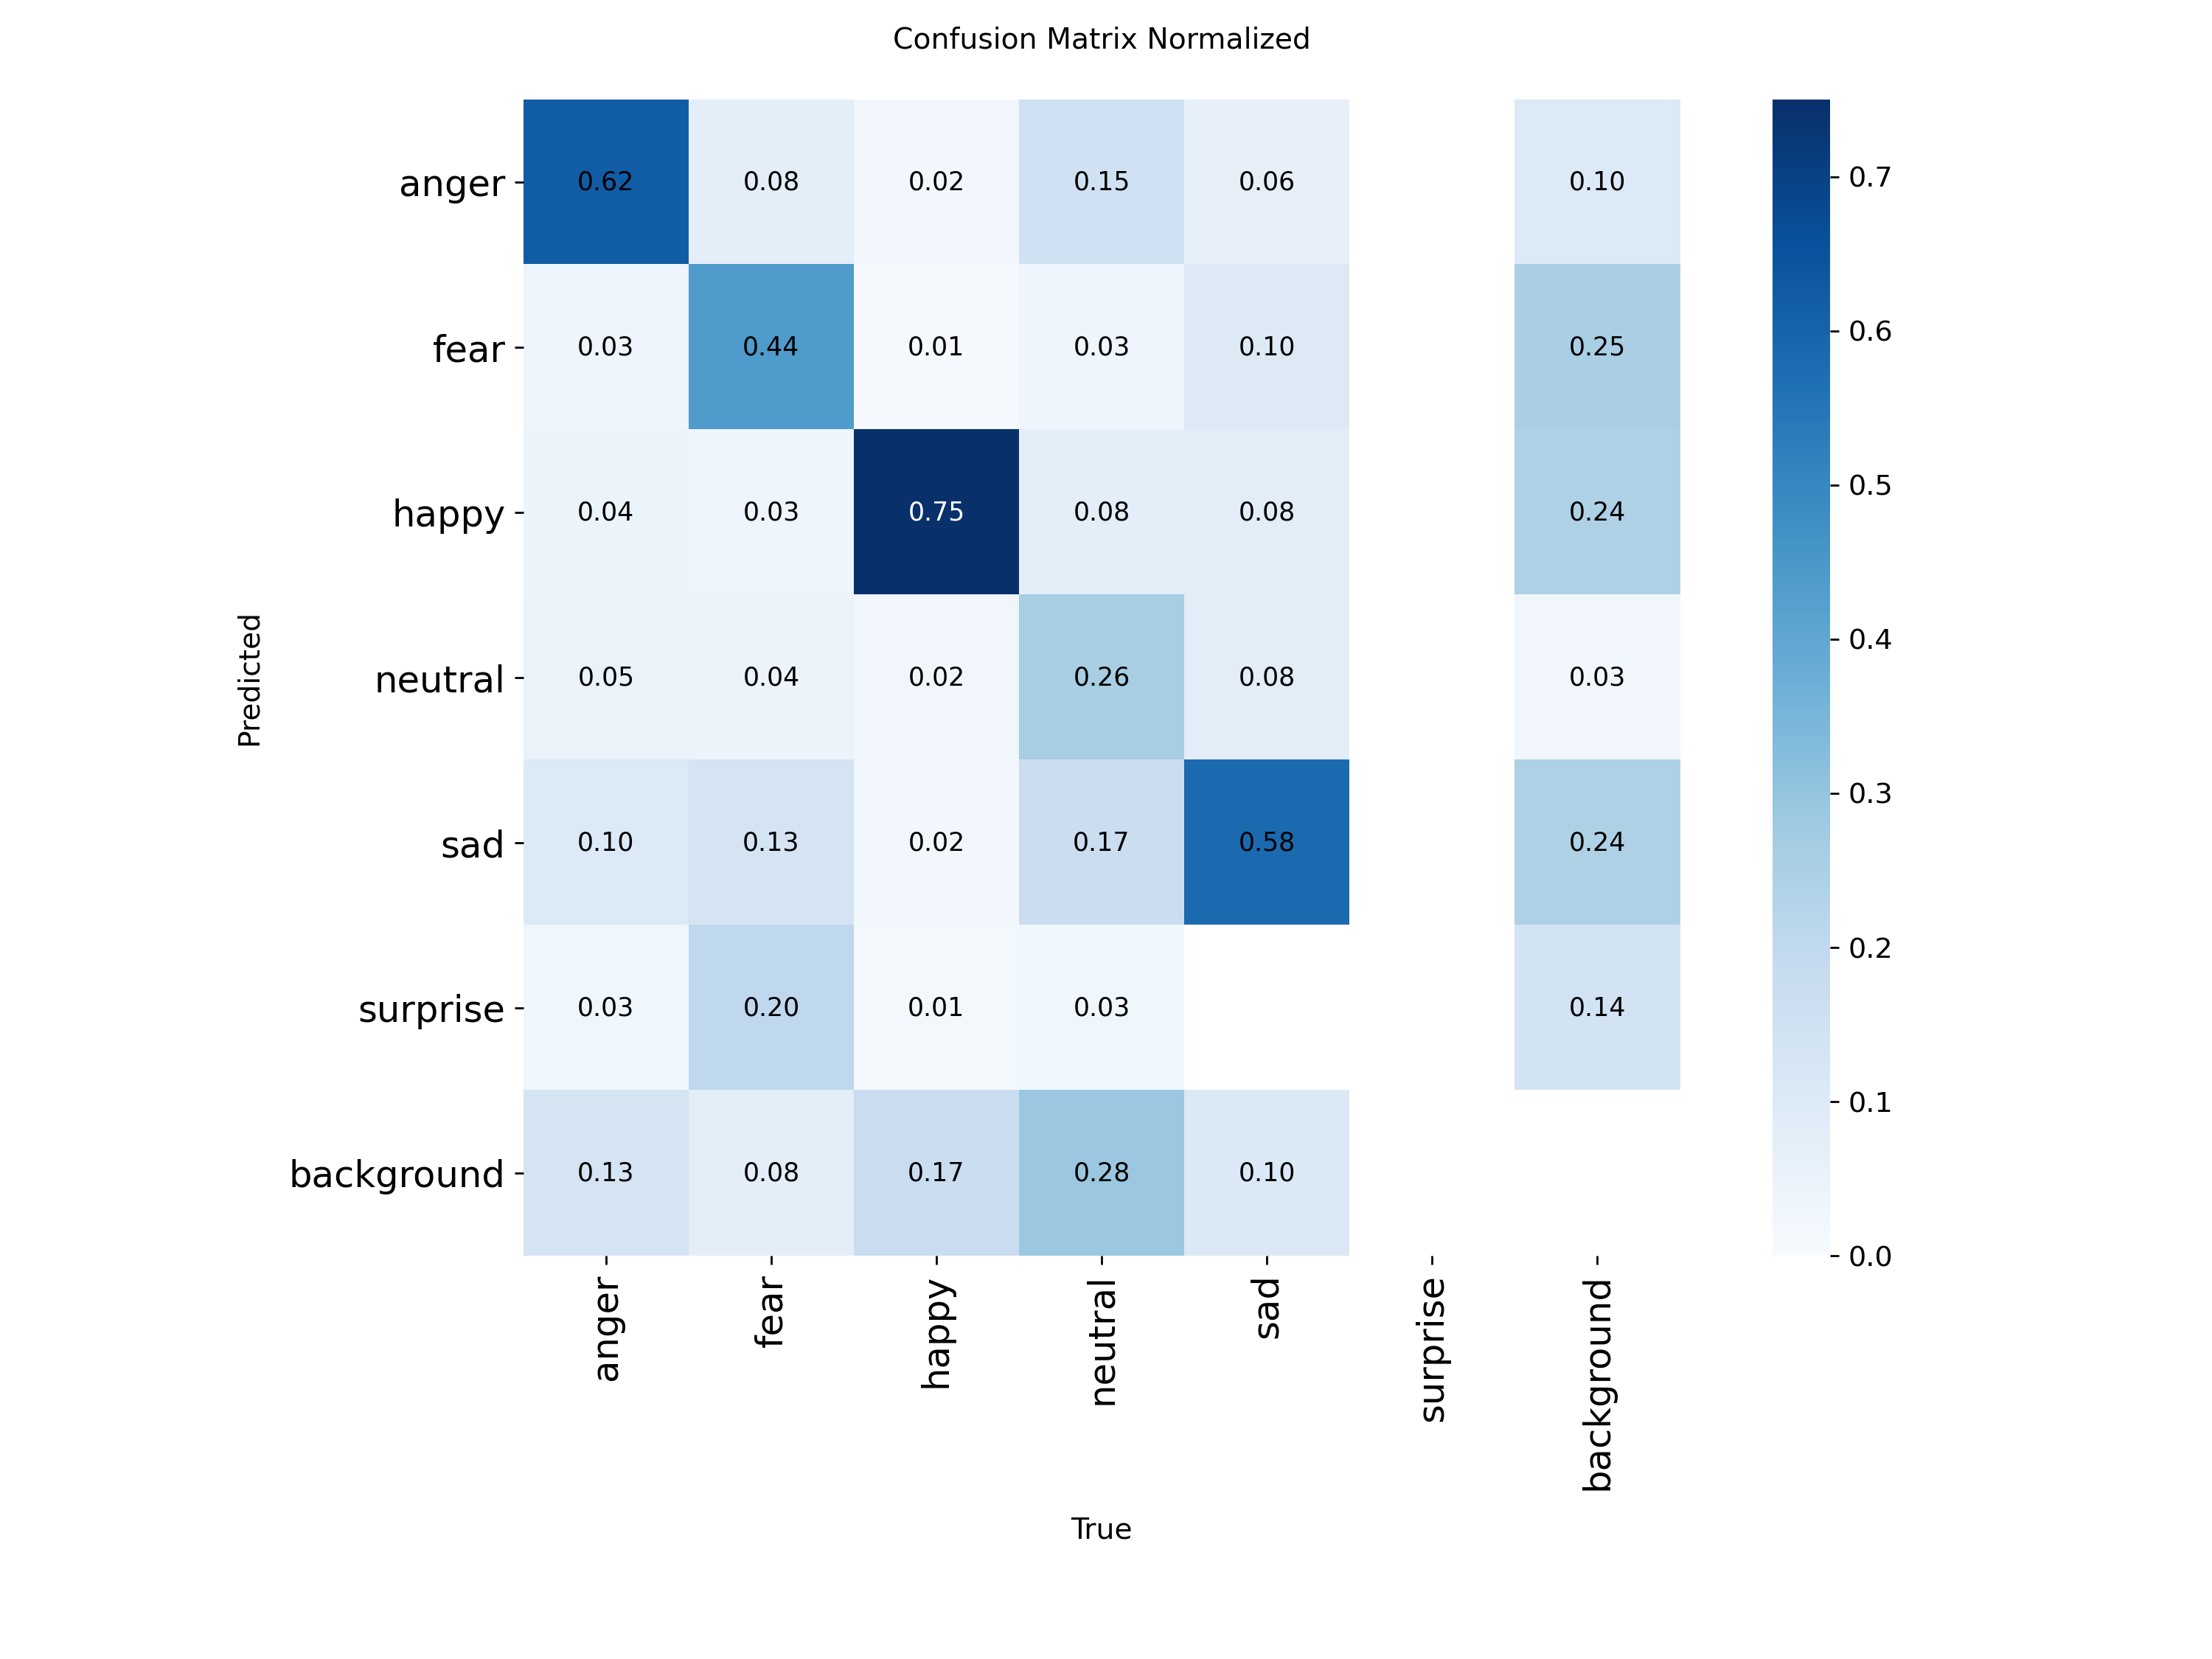 Confusion Matrix Normalized
anger 0.62 0.08 0.02 0.15 0.06 0.10
fear 0.03 0.44 0.01 0.03 0.10 0.25
happy 0.04 0.03 0.75 0.08 0.08 0.24
neutral 0.05 0.04 0.02 0.26 0.08 0.03
sad 0.10 0.13 0.02 0.17 0.58 0.24
surprise 0.03 0.20 0.01 0.03 0.14
background 0.13 0.08 0.17 0.28 0.10
Predicted
anger fear happy neutral sad surprise background
True
0.7
0.6
0.5
0.4
0.3
0.2
0.1
0.0